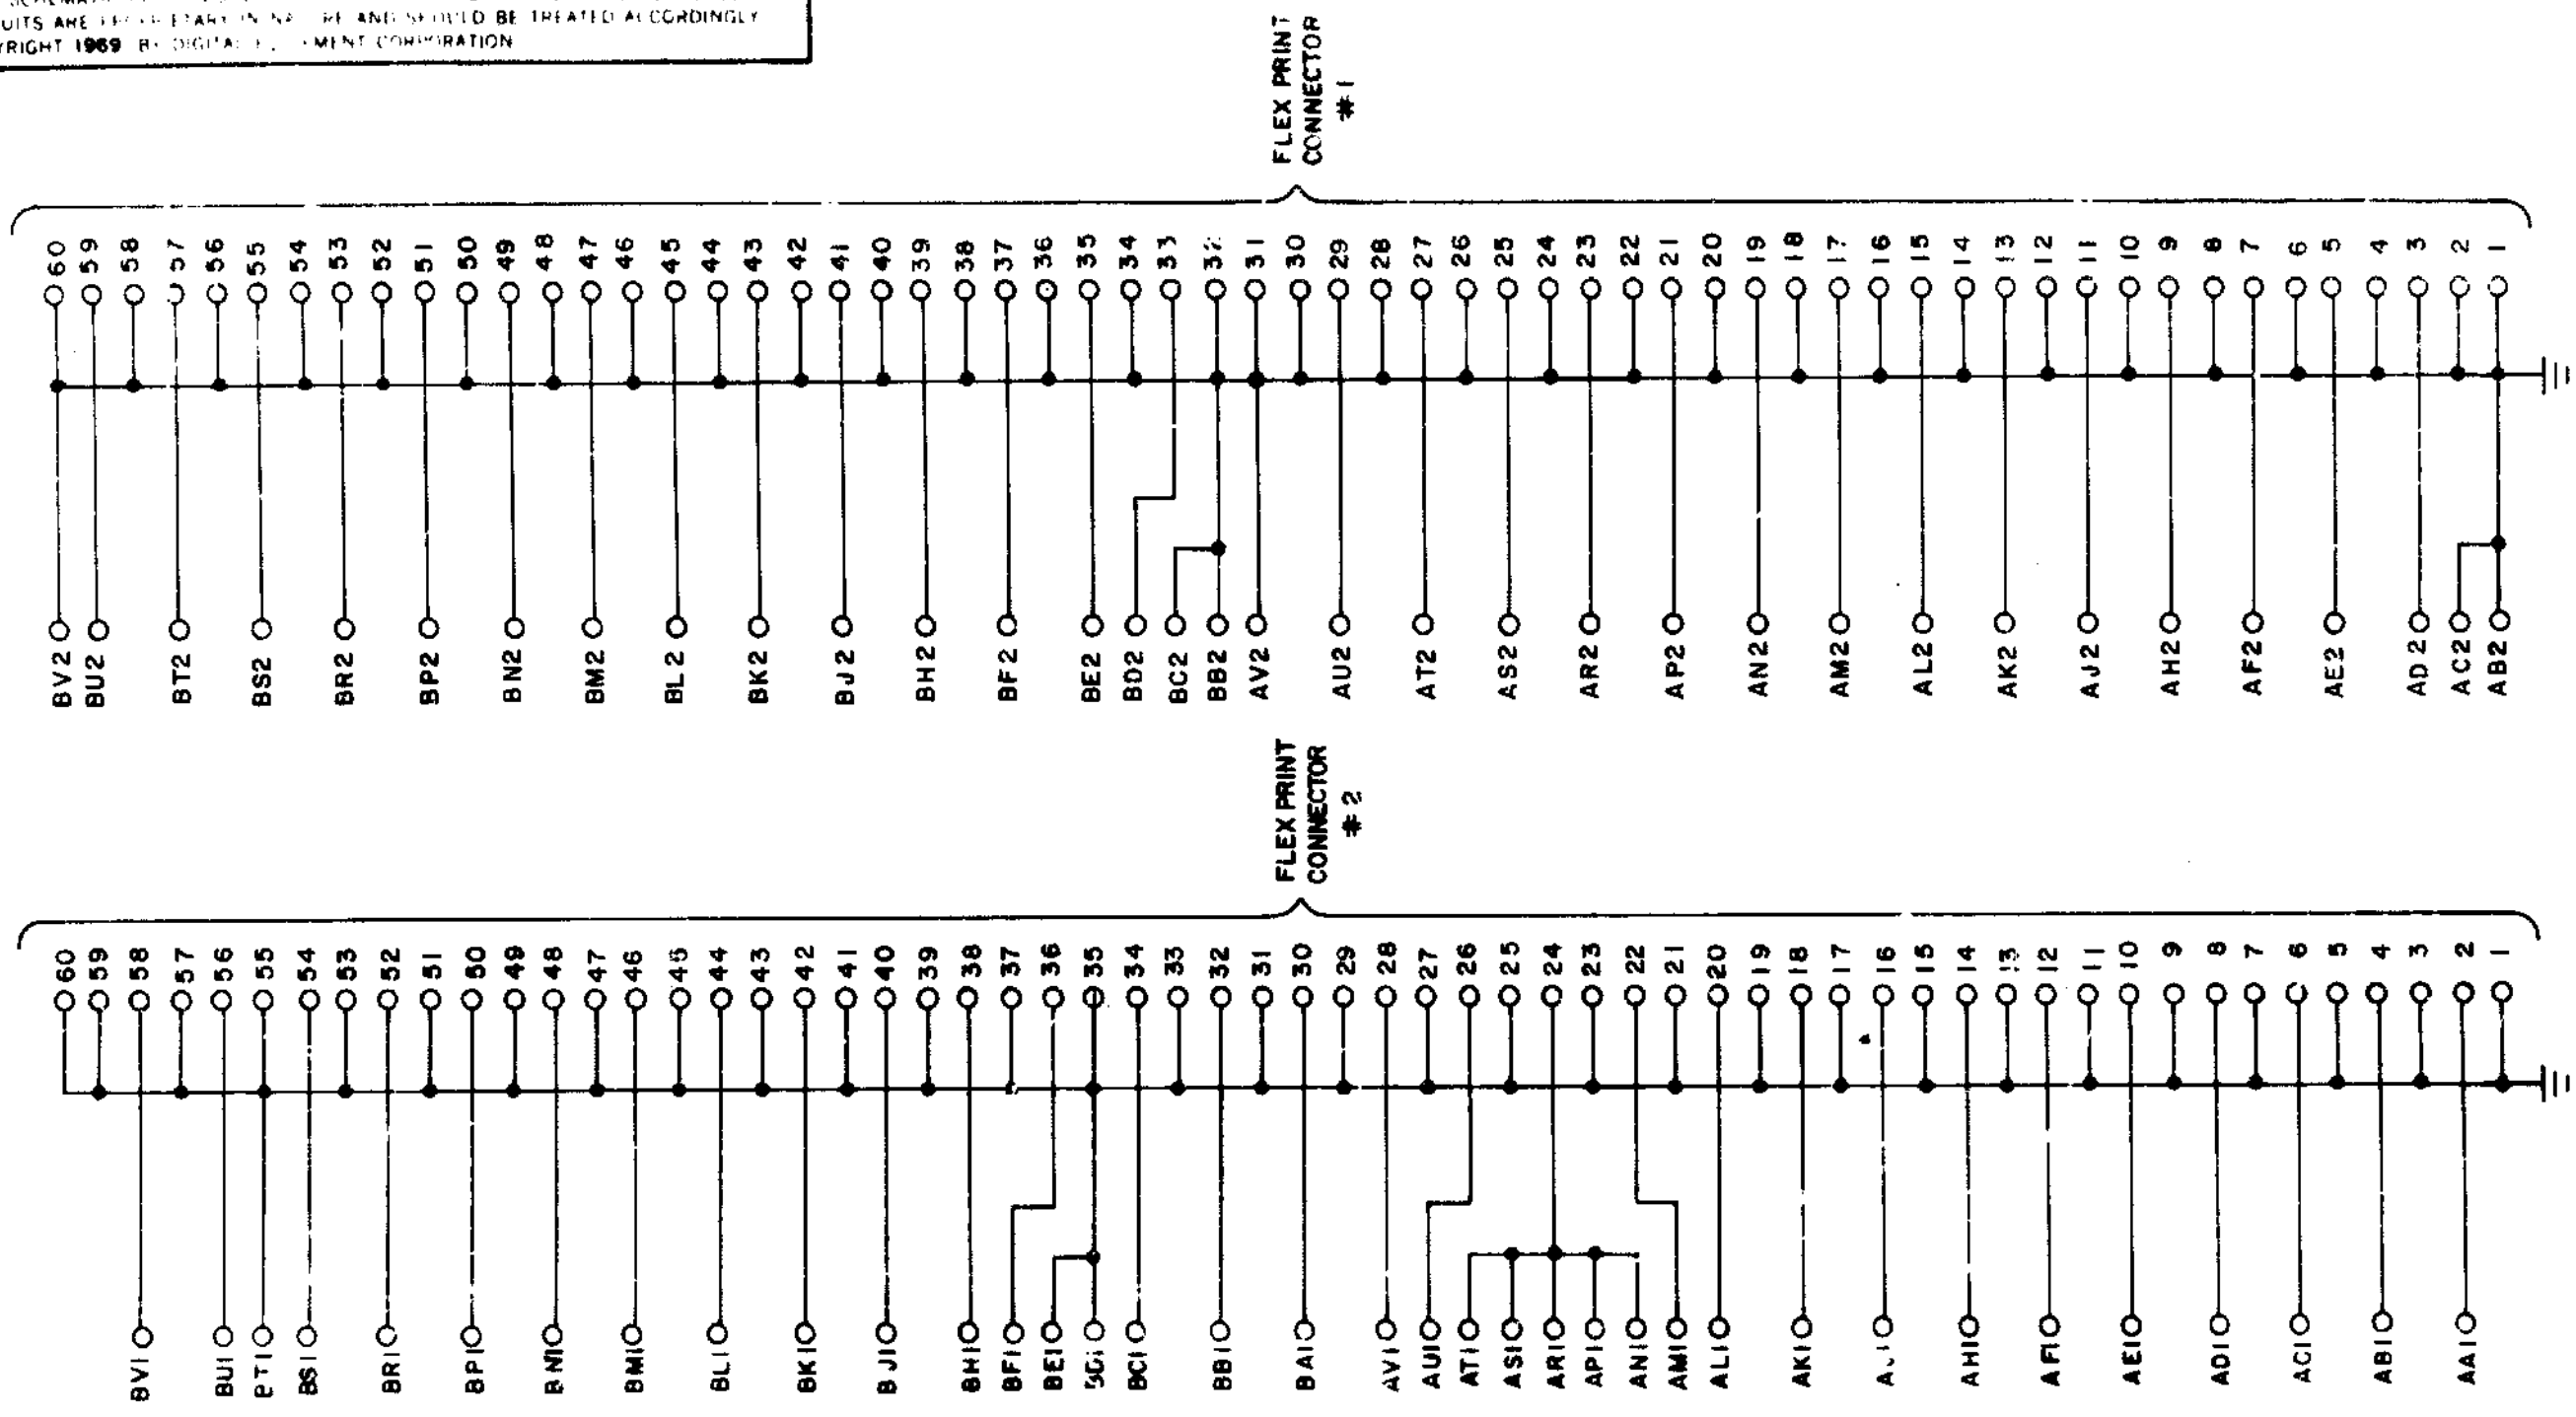 UITS ARE AND SHOULD BE TREATED ACCORDINGLY
RIGHT 1969 BY DIGITAL CORPORATION
FLEX PRINT
CONNECTOR
#1
60 59 58 57 56 55 54 53 52 51 50 49 48 47 46 45 44 43 42 41 40 39 38 37 36 35 34 33 32 31 30 29 28 27 26 25 24 23 22 21 20 19 18 17 16 15 14 13 12 11 10 9 8 7 6 5 4 3 2 1
BV2 BU2 BT2 BS2 BR2 BP2 BN2 BM2 BL2 BK2 BJ2 BH2 BF2 BE2 BD2 BC2 BB2 AV2 AU2 AT2 AS2 AR2 AP2 AN2 AM2 AL2 AK2 AJ2 AH2 AF2 AE2 AD2 AC2 AB2
FLEX PRINT
CONNECTOR
#2
60 59 58 57 56 55 54 53 52 51 50 49 48 47 46 45 44 43 42 41 40 39 38 37 36 35 34 33 32 31 30 29 28 27 26 25 24 23 22 21 20 19 18 17 16 15 14 13 12 11 10 9 8 7 6 5 4 3 2 1
BV1 BU1 BT1 BS1 BR1 BP1 BN1 BM1 BL1 BK1 BJ1 BH1 BF1 BE1 BC1 BB1 BA1 AV1 AU1 AT1 AS1 AR1 AP1 AN1 AM1 AL1 AK1 AJ1 AH1 AF1 AE1 AD1 AC1 AB1 AA1